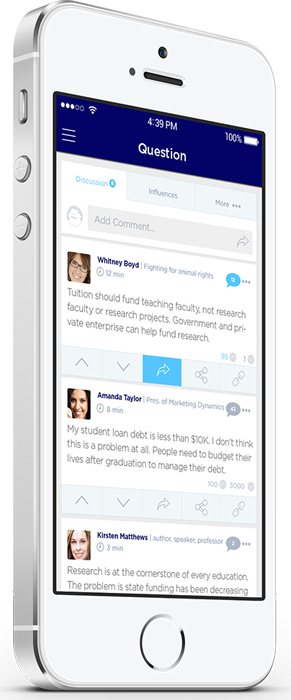 4:39 PM
100%
Question
Discussion
Influences
More
Add Comment...
Whitney Boyd | Fighting for animal rights
12 min
12
Tuition should fund teaching faculty, not research
faculty or research projects. Government and pri-
vate enterprise can help fund research.
95
3
Amanda Taylor | Pres. of Marketing Dynamics
8 min
43
My student loan debt is less than $10K. I don't think
this is a problem at all. People need to budget their
lives after graduation to manage their debt.
100
3000
Kirsten Matthews | author, speaker, professor
3 min
2
Research is at the cornerstone of every education.
The problem is state funding has been decreasing